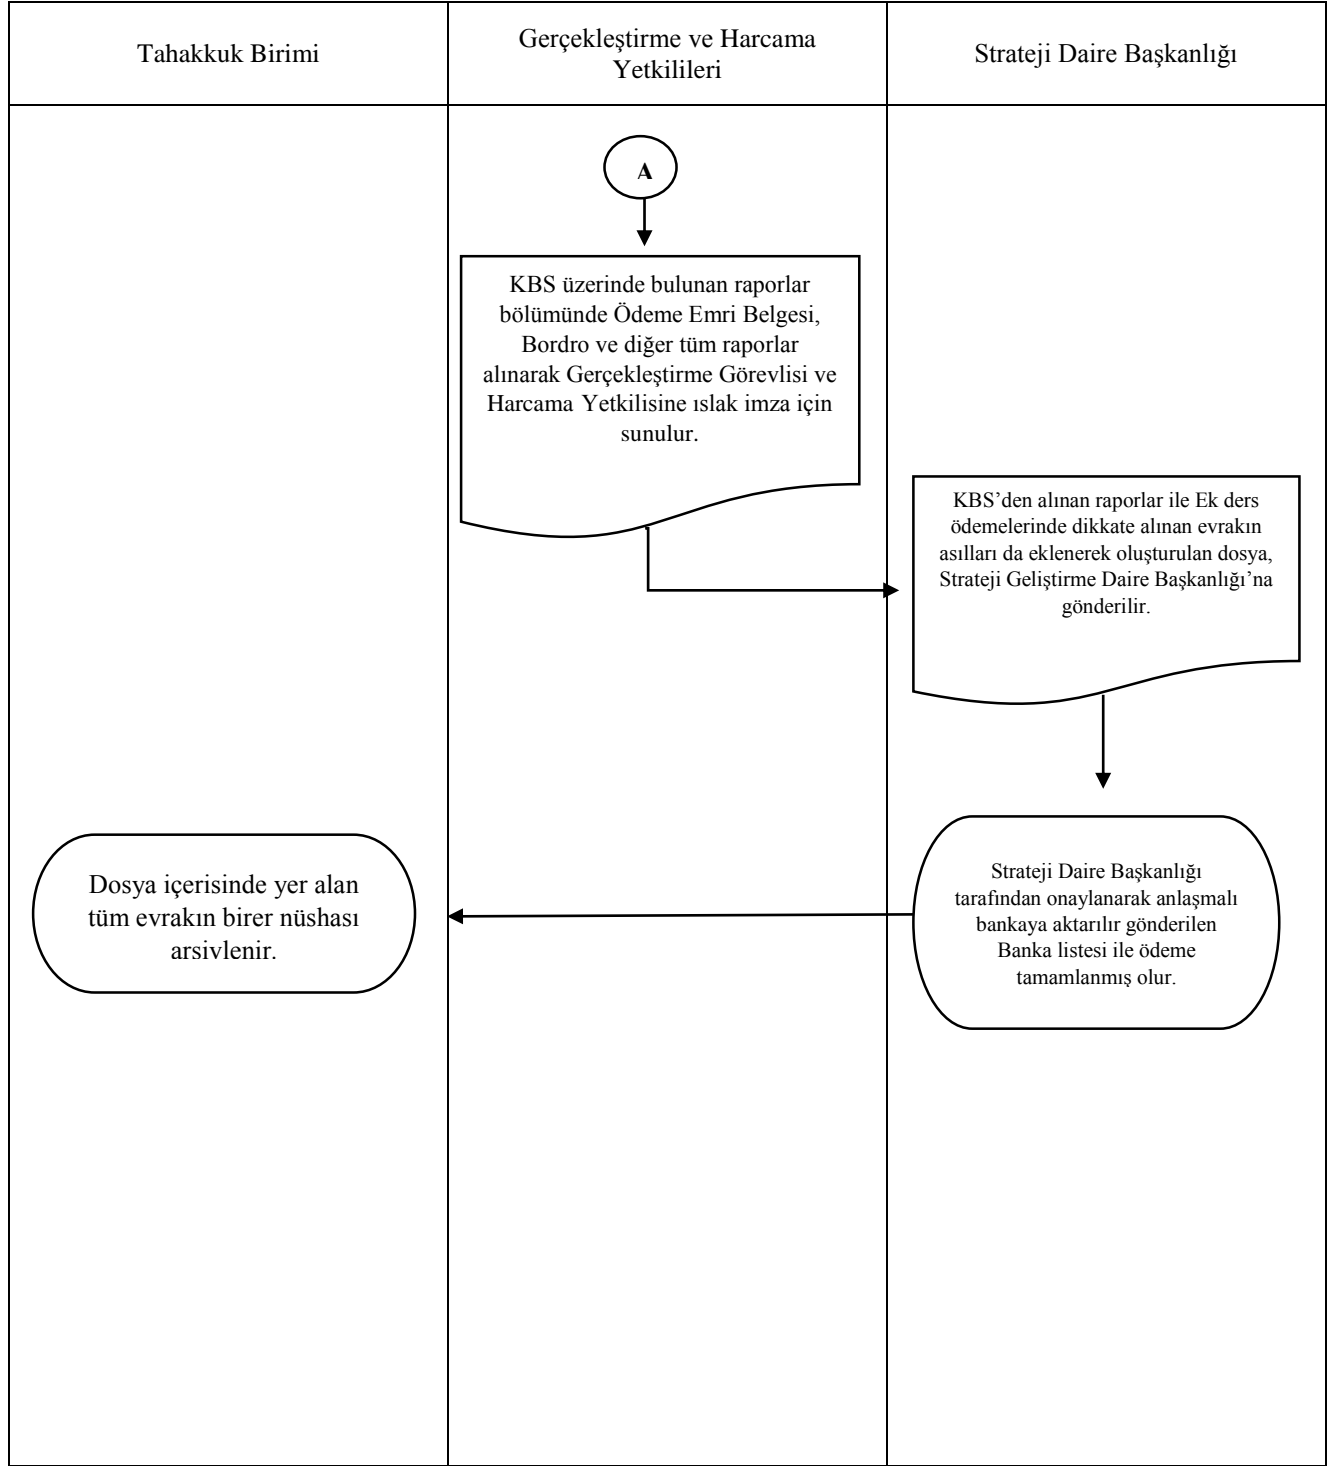 Tahakkuk Birimi
Gerçekleştirme ve Harcama
Yetkilileri
Strateji Daire Başkanlığı
A
KBS üzerinde bulunan raporlar
bölümünde Ödeme Emri Belgesi,
Bordro ve diğer tüm raporlar
alınarak Gerçekleştirme Görevlisi ve
Harcama Yetkilisine ıslak imza için
sunulur.
KBS’den alınan raporlar ile Ek ders
ödemelerinde dikkate alınan evrakın
asılları da eklenerek oluşturulan dosya,
Strateji Geliştirme Daire Başkanlığı’na
gönderilir.
Strateji Daire Başkanlığı
tarafından onaylanarak anlaşmalı
bankaya aktarılır gönderilen
Banka listesi ile ödeme
tamamlanmış olur.
Dosya içerisinde yer alan
tüm evrakın birer nüshası
arsivlenir.